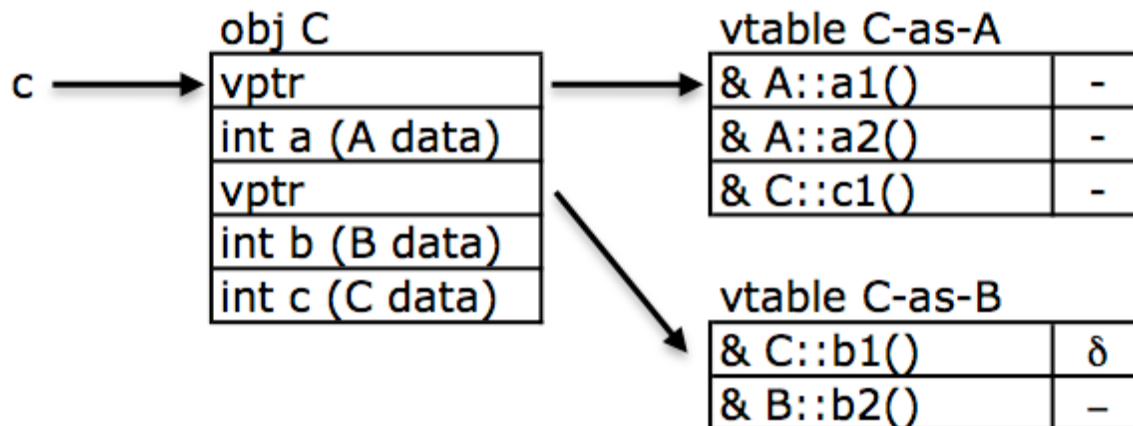 obj C
c
vptr
int a (A data)
vptr
int b (B data)
int c (C data)
vtable C-as-A
& A::a1() -
& A::a2() -
& C::c1() -
vtable C-as-B
& C::b1() δ
& B::b2() –